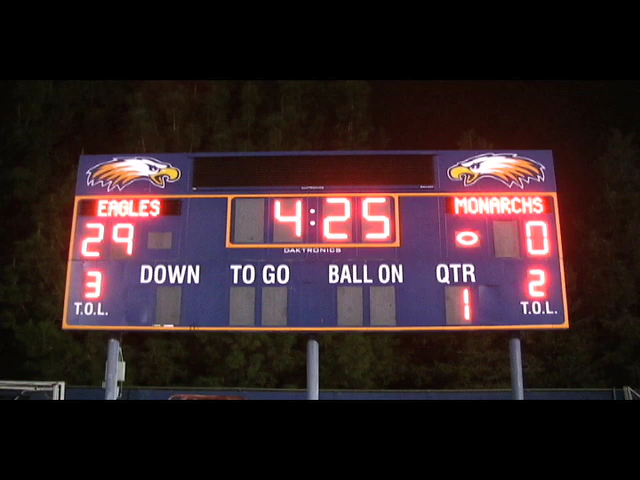 EAGLES MONARCHS
29 4:25 0
DAKTRONICS
DOWN TO GO BALL ON QTR
3 1 2
T.O.L. T.O.L.